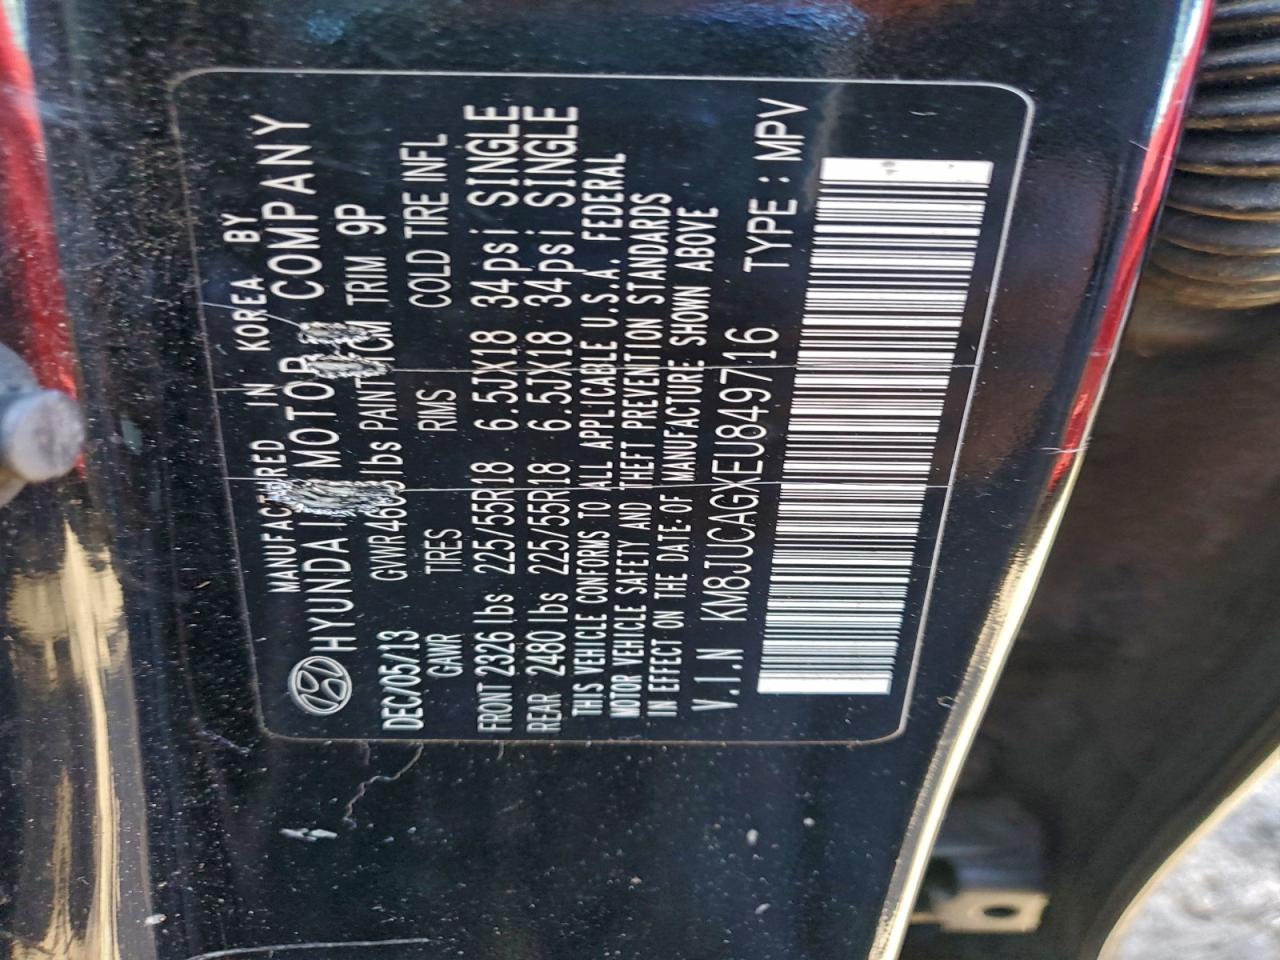 MANUFACTURED IN KOREA BY
HYUNDAI MOTOR COMPANY
DEC/05/13 GVWR 4603lbs PAINT TCM TRIM 9P
GAWR TIRES RIMS COLD TIRE INFL
FRONT 2326 lbs 225/55R18 6.5JX18 34psi SINGLE
REAR 2480 lbs 225/55R18 6.5JX18 34psi SINGLE
THIS VEHICLE CONFORMS TO ALL APPLICABLE U.S.A. FEDERAL
MOTOR VEHICLE SAFETY AND THEFT PREVENTION STANDARDS
IN EFFECT ON THE DATE OF MANUFACTURE SHOWN ABOVE
V.I.N KM8JUCAGXEU849716 TYPE : MPV